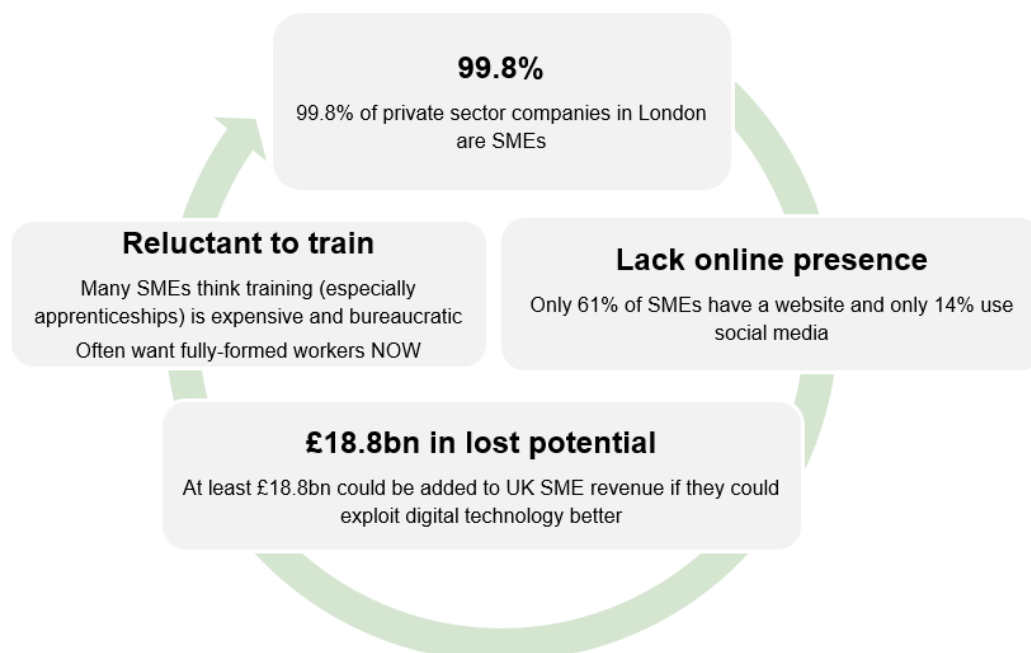 99.8%
99.8% of private sector companies in London
are SMEs
Reluctant to train
Many SMEs think training (especially
apprenticeships) is expensive and bureaucratic
Often want fully-formed workers NOW
Lack online presence
Only 61% of SMEs have a website and only 14% use
social media
£18.8bn in lost potential
At least £18.8bn could be added to UK SME revenue if they could
exploit digital technology better